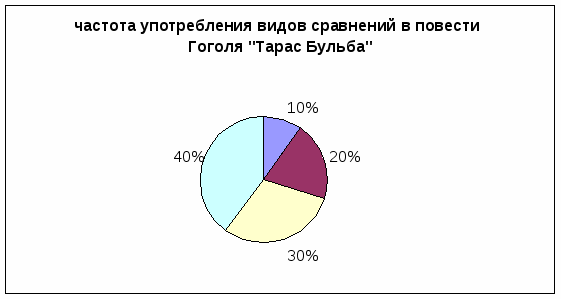 частота употребления видов сравнений в повести
Гоголя "Тарас Бульба"
10%
40%
20%
30%